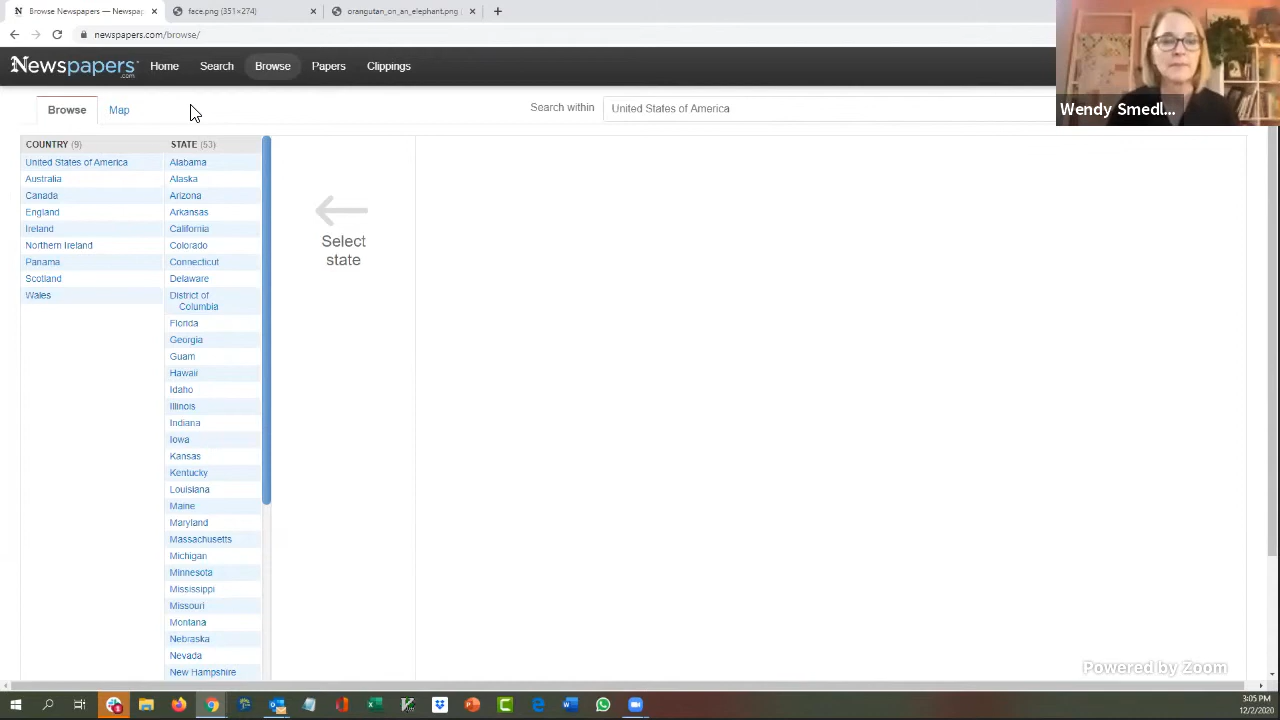 Browse Newspapers — Newspap
face.png (351×274)
orangutan_on_an_elephant.png
newspapers.com/browse/
Newspapers.com
Home
Search
Browse
Papers
Clippings
Wendy Smedl...
Browse
Map
Search within
United States of America
COUNTRY (9)
United States of America
Australia
Canada
England
Ireland
Northern Ireland
Panama
Scotland
Wales
STATE (53)
Alabama
Alaska
Arizona
Arkansas
California
Colorado
Connecticut
Delaware
District of
Columbia
Florida
Georgia
Guam
Hawaii
Idaho
Illinois
Indiana
Iowa
Kansas
Kentucky
Louisiana
Maine
Maryland
Massachusetts
Michigan
Minnesota
Mississippi
Missouri
Montana
Nebraska
Nevada
New Hampshire
Select
state
Powered by Zoom
3:05 PM
12/2/2020